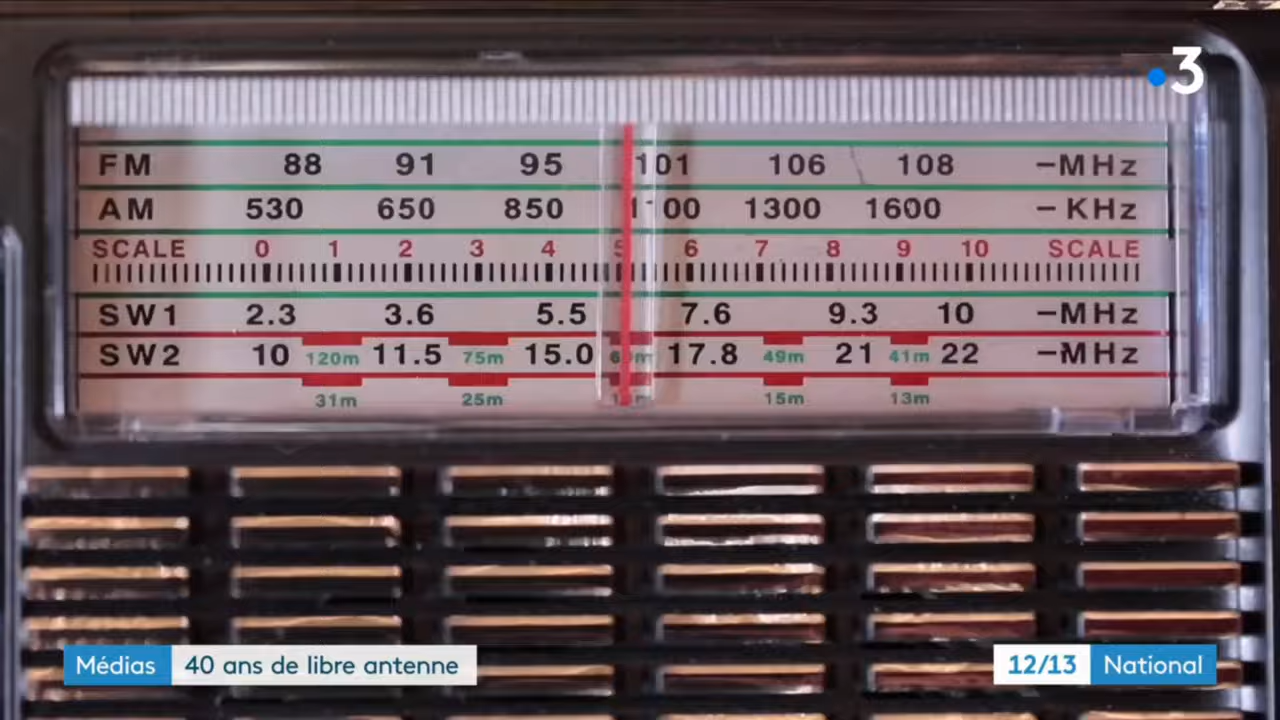 3
FM 88 91 95 101 106 108 -MHz
AM 530 650 850 1100 1300 1600 - KHz
SCALE 0 1 2 3 4 5 6 7 8 9 10 SCALE
SW1 2.3 3.6 5.5 7.6 9.3 10 -MHz
SW2 10 120m 11.5 75m 15.0 17.8 49m 21 41m 22 -MHz
31m 25m 15m 13m
Médias 40 ans de libre antenne
12/13 National